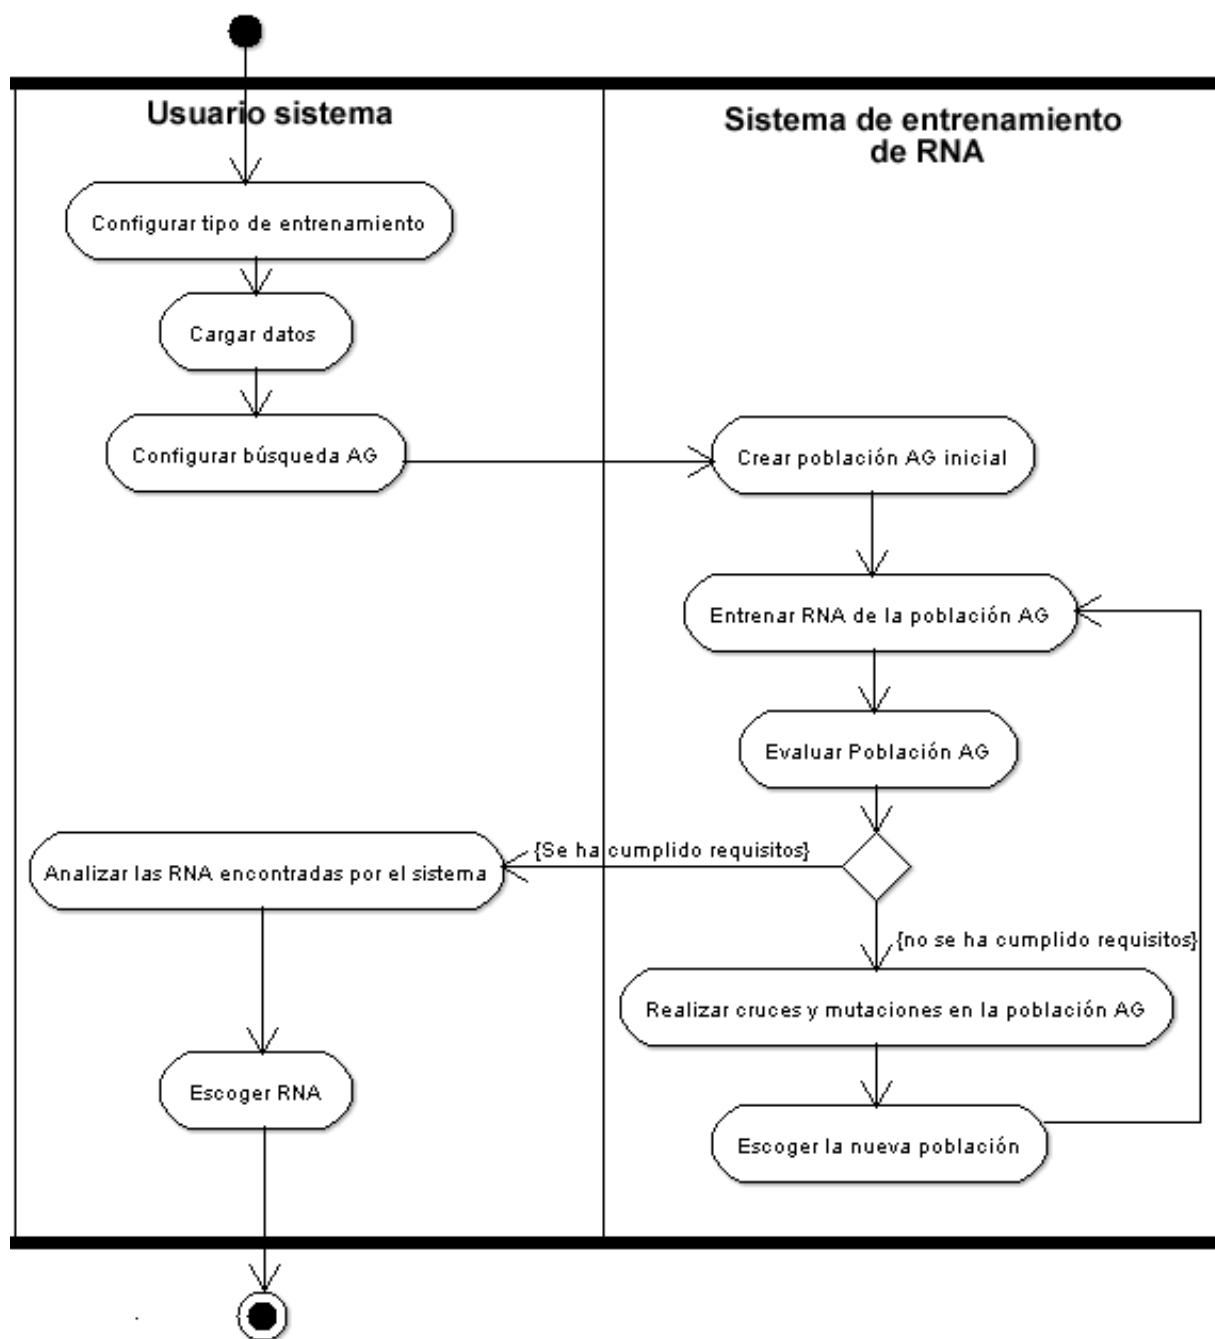 Usuario sistema
Sistema de entrenamiento
de RNA
Configurar tipo de entrenamiento
Cargar datos
Configurar búsqueda AG
Crear población AG inicial
Entrenar RNA de la población AG
Evaluar Población AG
{Se ha cumplido requisitos}
Analizar las RNA encontradas por el sistema
{no se ha cumplido requisitos}
Realizar cruces y mutaciones en la población AG
Escoger RNA
Escoger la nueva población